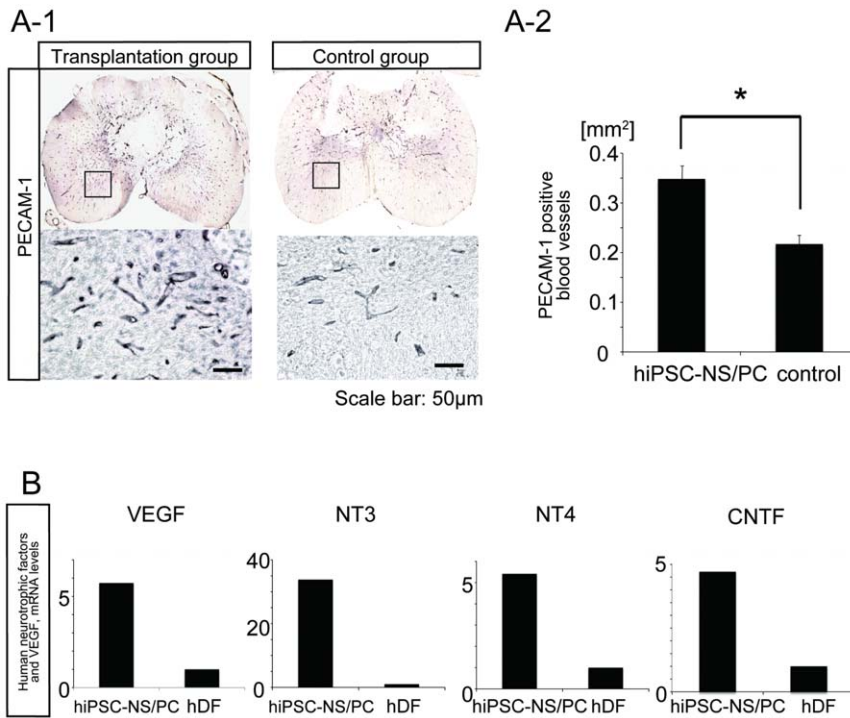 A-1
Transplantation group
Control group
PECAM-1
Scale bar: 50μm
A-2
*
[mm²]
PECAM-1 positive
blood vessels
0.4
0.3
0.2
0.1
0
hiPSC-NS/PC control
B
Human neurotrophic factors
and VEGF, mRNA levels
VEGF
5
0
hiPSC-NS/PC hDF
NT3
40
20
10
0
hiPSC-NS/PC hDF
NT4
5
0
hiPSC-NS/PC hDF
CNTF
5
0
hiPSC-NS/PC hDF